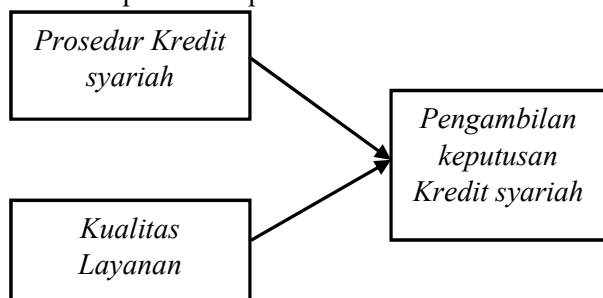 Prosedur Kredit
syariah
Pengambilan
keputusan
Kredit syariah
Kualitas
Layanan